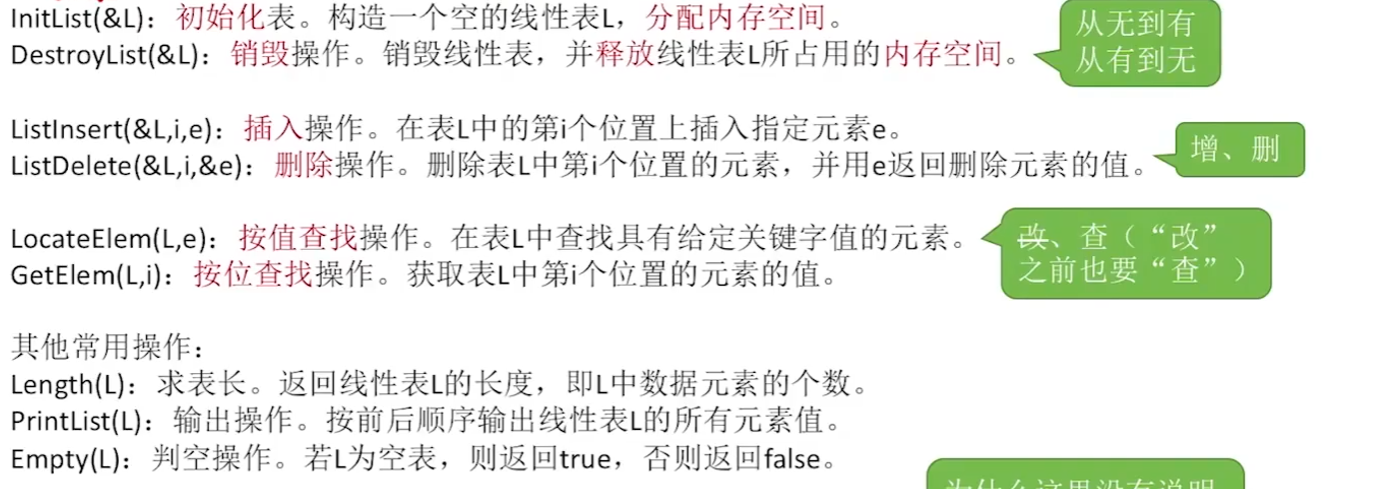 InitList(&L)：初始化表。构造一个空的线性表L，分配内存空间。
DestroyList(&L)：销毁操作。销毁线性表，并释放线性表L所占用的内存空间。
从无到有
从有到无
ListInsert(&L,i,e)：插入操作。在表L中的第i个位置上插入指定元素e。
ListDelete(&L,i,&e)：删除操作。删除表L中第i个位置的元素，并用e返回删除元素的值。
增、删
LocateElem(L,e)：按值查找操作。在表L中查找具有给定关键字值的元素。
GetElem(L,i)：按位查找操作。获取表L中第i个位置的元素的值。
改、查（“改”
之前也要“查”）
其他常用操作：
Length(L)：求表长。返回线性表L的长度，即L中数据元素的个数。
PrintList(L)：输出操作。按前后顺序输出线性表L的所有元素值。
Empty(L)：判空操作。若L为空表，则返回true，否则返回false。
为什么这里没有说明